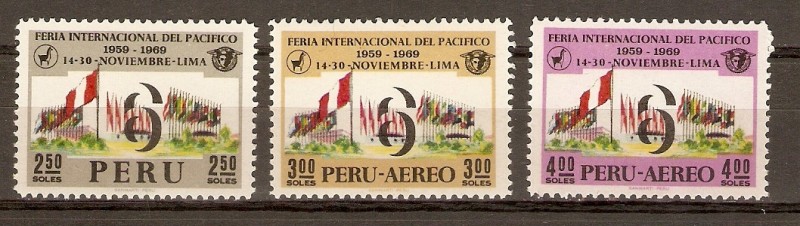 FERIA INTERNACIONAL DEL PACIFICO
1959 - 1969
14-30-NOVIEMBRE-LIMA
6
2.50 2.50
SOLES PERU SOLES
FERIA INTERNACIONAL DEL PACIFICO
1959 - 1969
14-30-NOVIEMBRE-LIMA
6
3.00 3.00
SOLES PERU-AEREO SOLES
FERIA INTERNACIONAL DEL PACIFICO
1959 - 1969
14-30-NOVIEMBRE-LIMA
6
4.00 4.00
SOLES PERU-AEREO SOLES